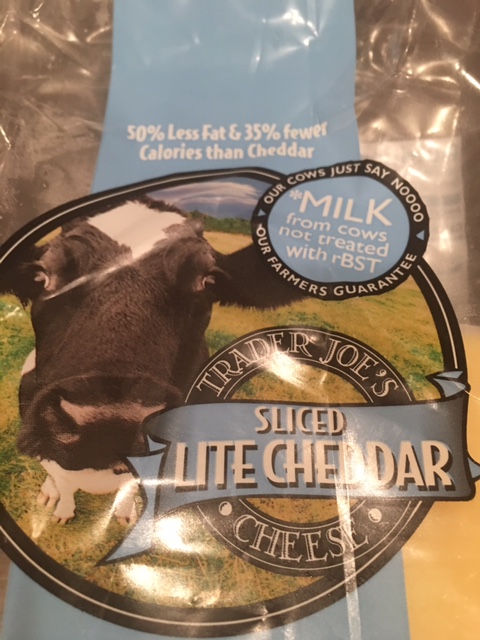 50% Less Fat & 35% fewer
Calories than Cheddar
OUR COWS JUST SAY NOOOO
*MILK
from cows
not treated
with rBST
OUR FARMERS GUARANTEE
TRADER JOE'S
SLICED
LITE CHEDDAR
CHEESE